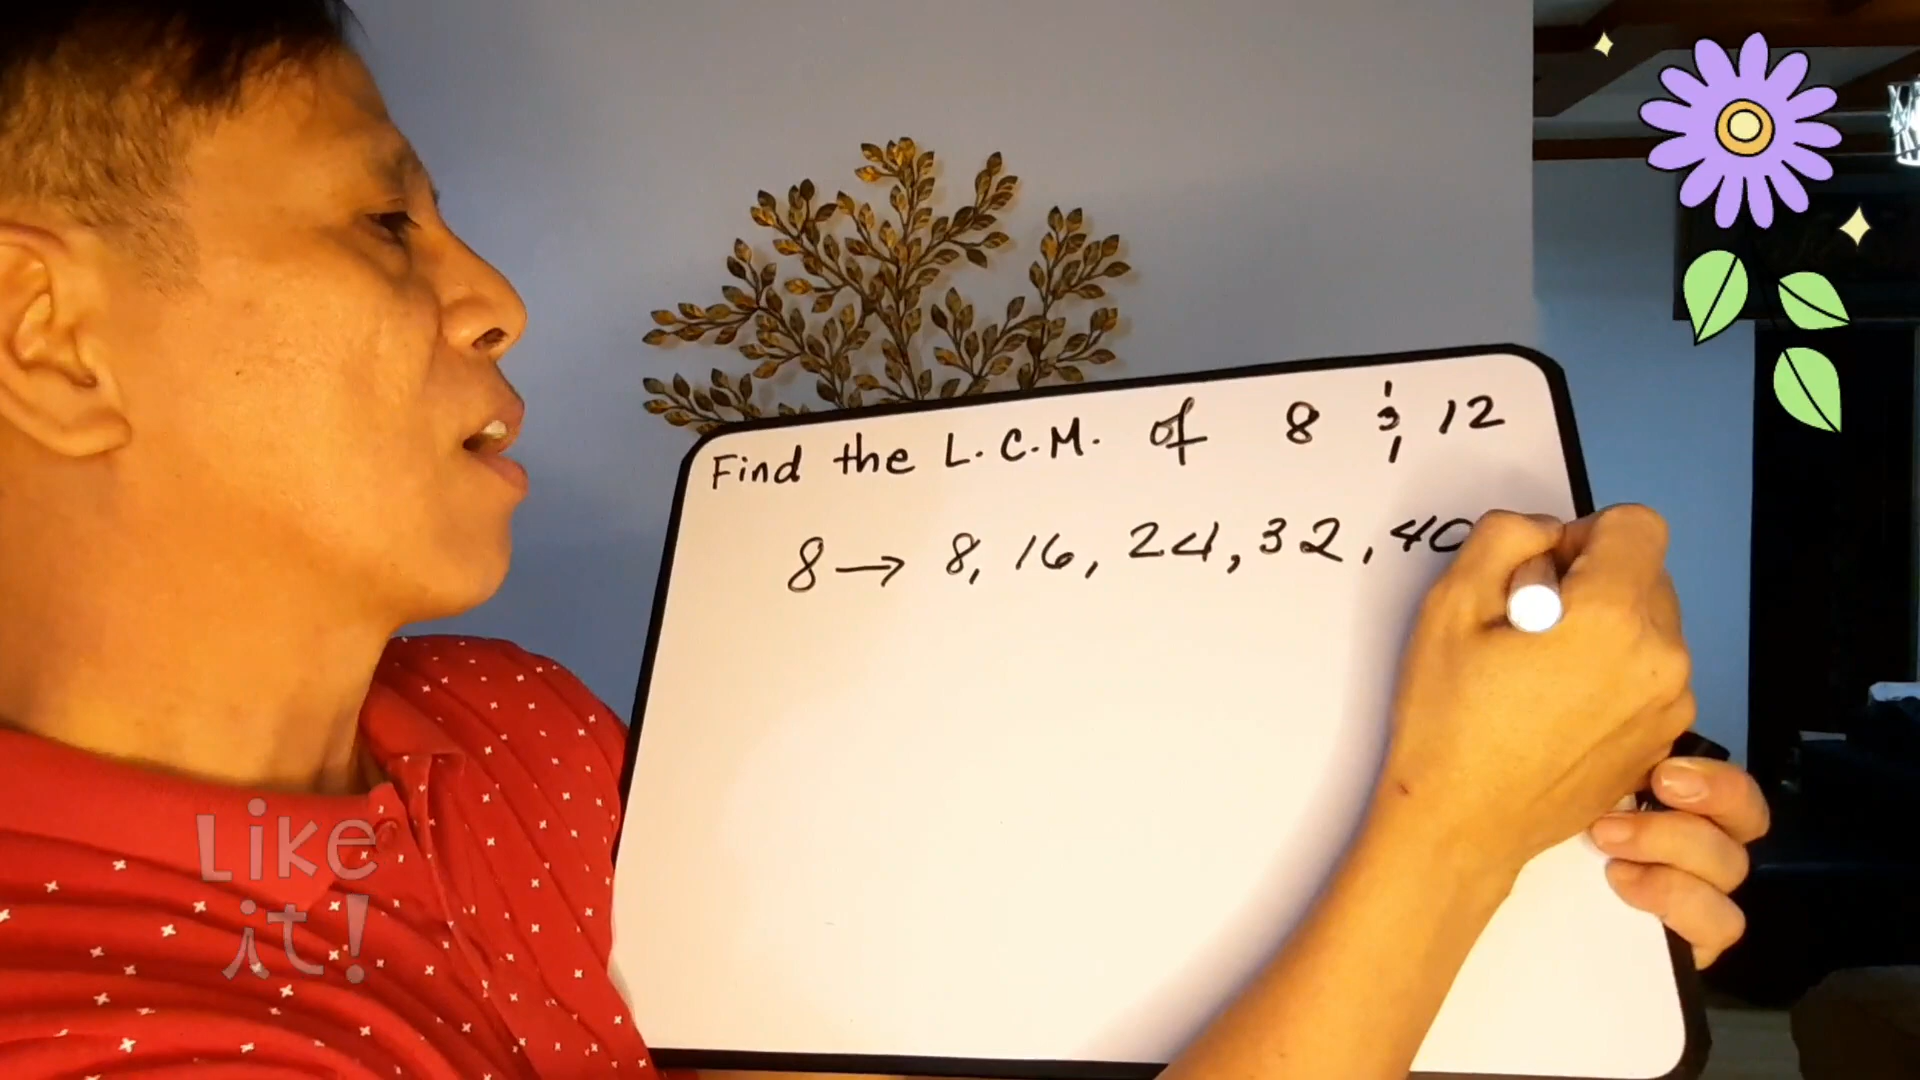 Find the L.C.M. of 8 & 12
8 → 8, 16, 24, 32, 40
Like
it!